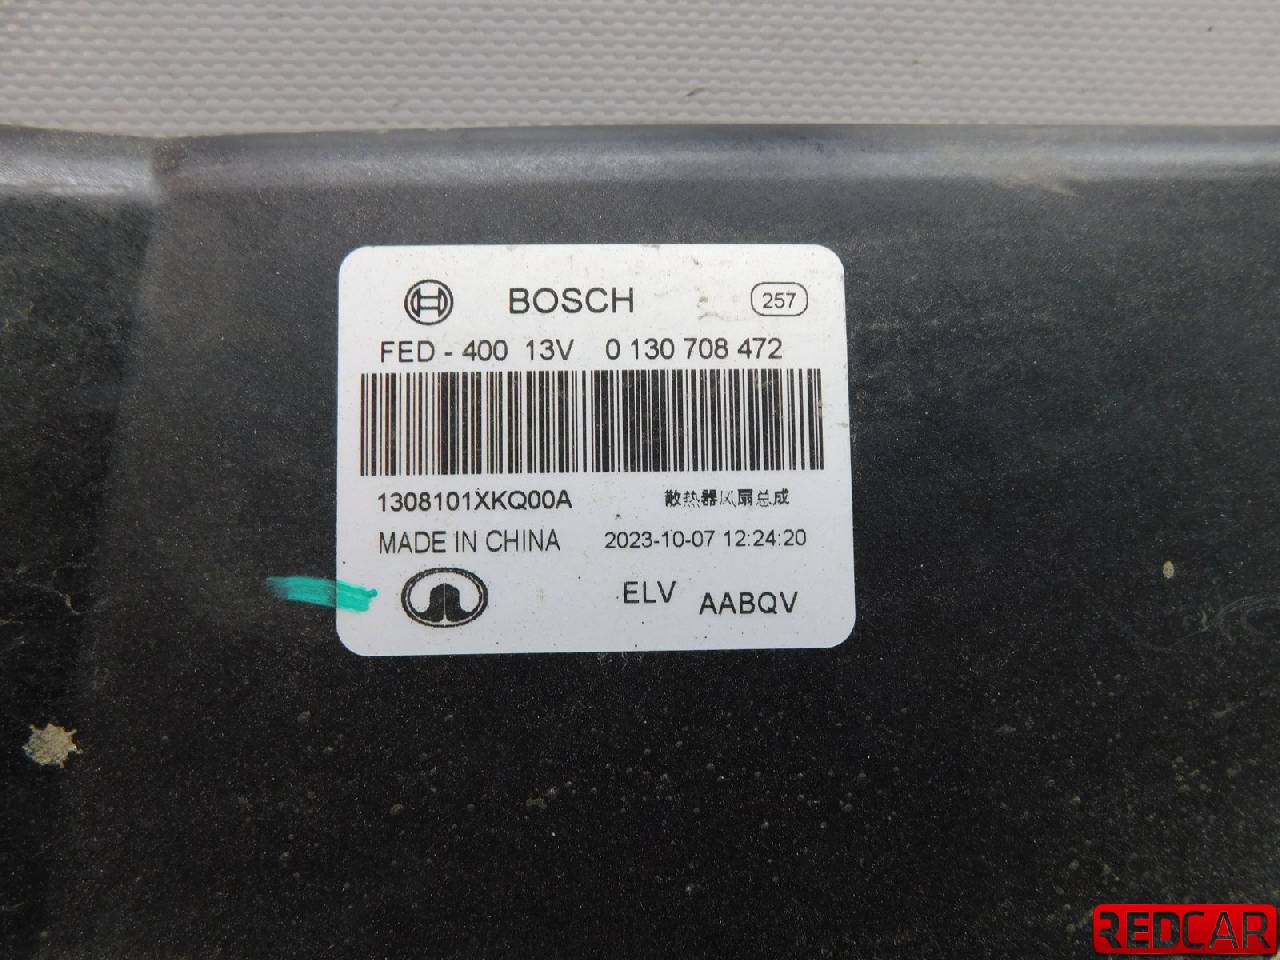 BOSCH 257
FED - 400 13V 0 130 708 472
1308101XKQ00A 散热器风扇总成
MADE IN CHINA 2023-10-07 12:24:20
ELV AABQV
REDCAR